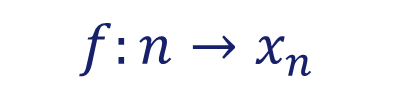 f: n → xₙ